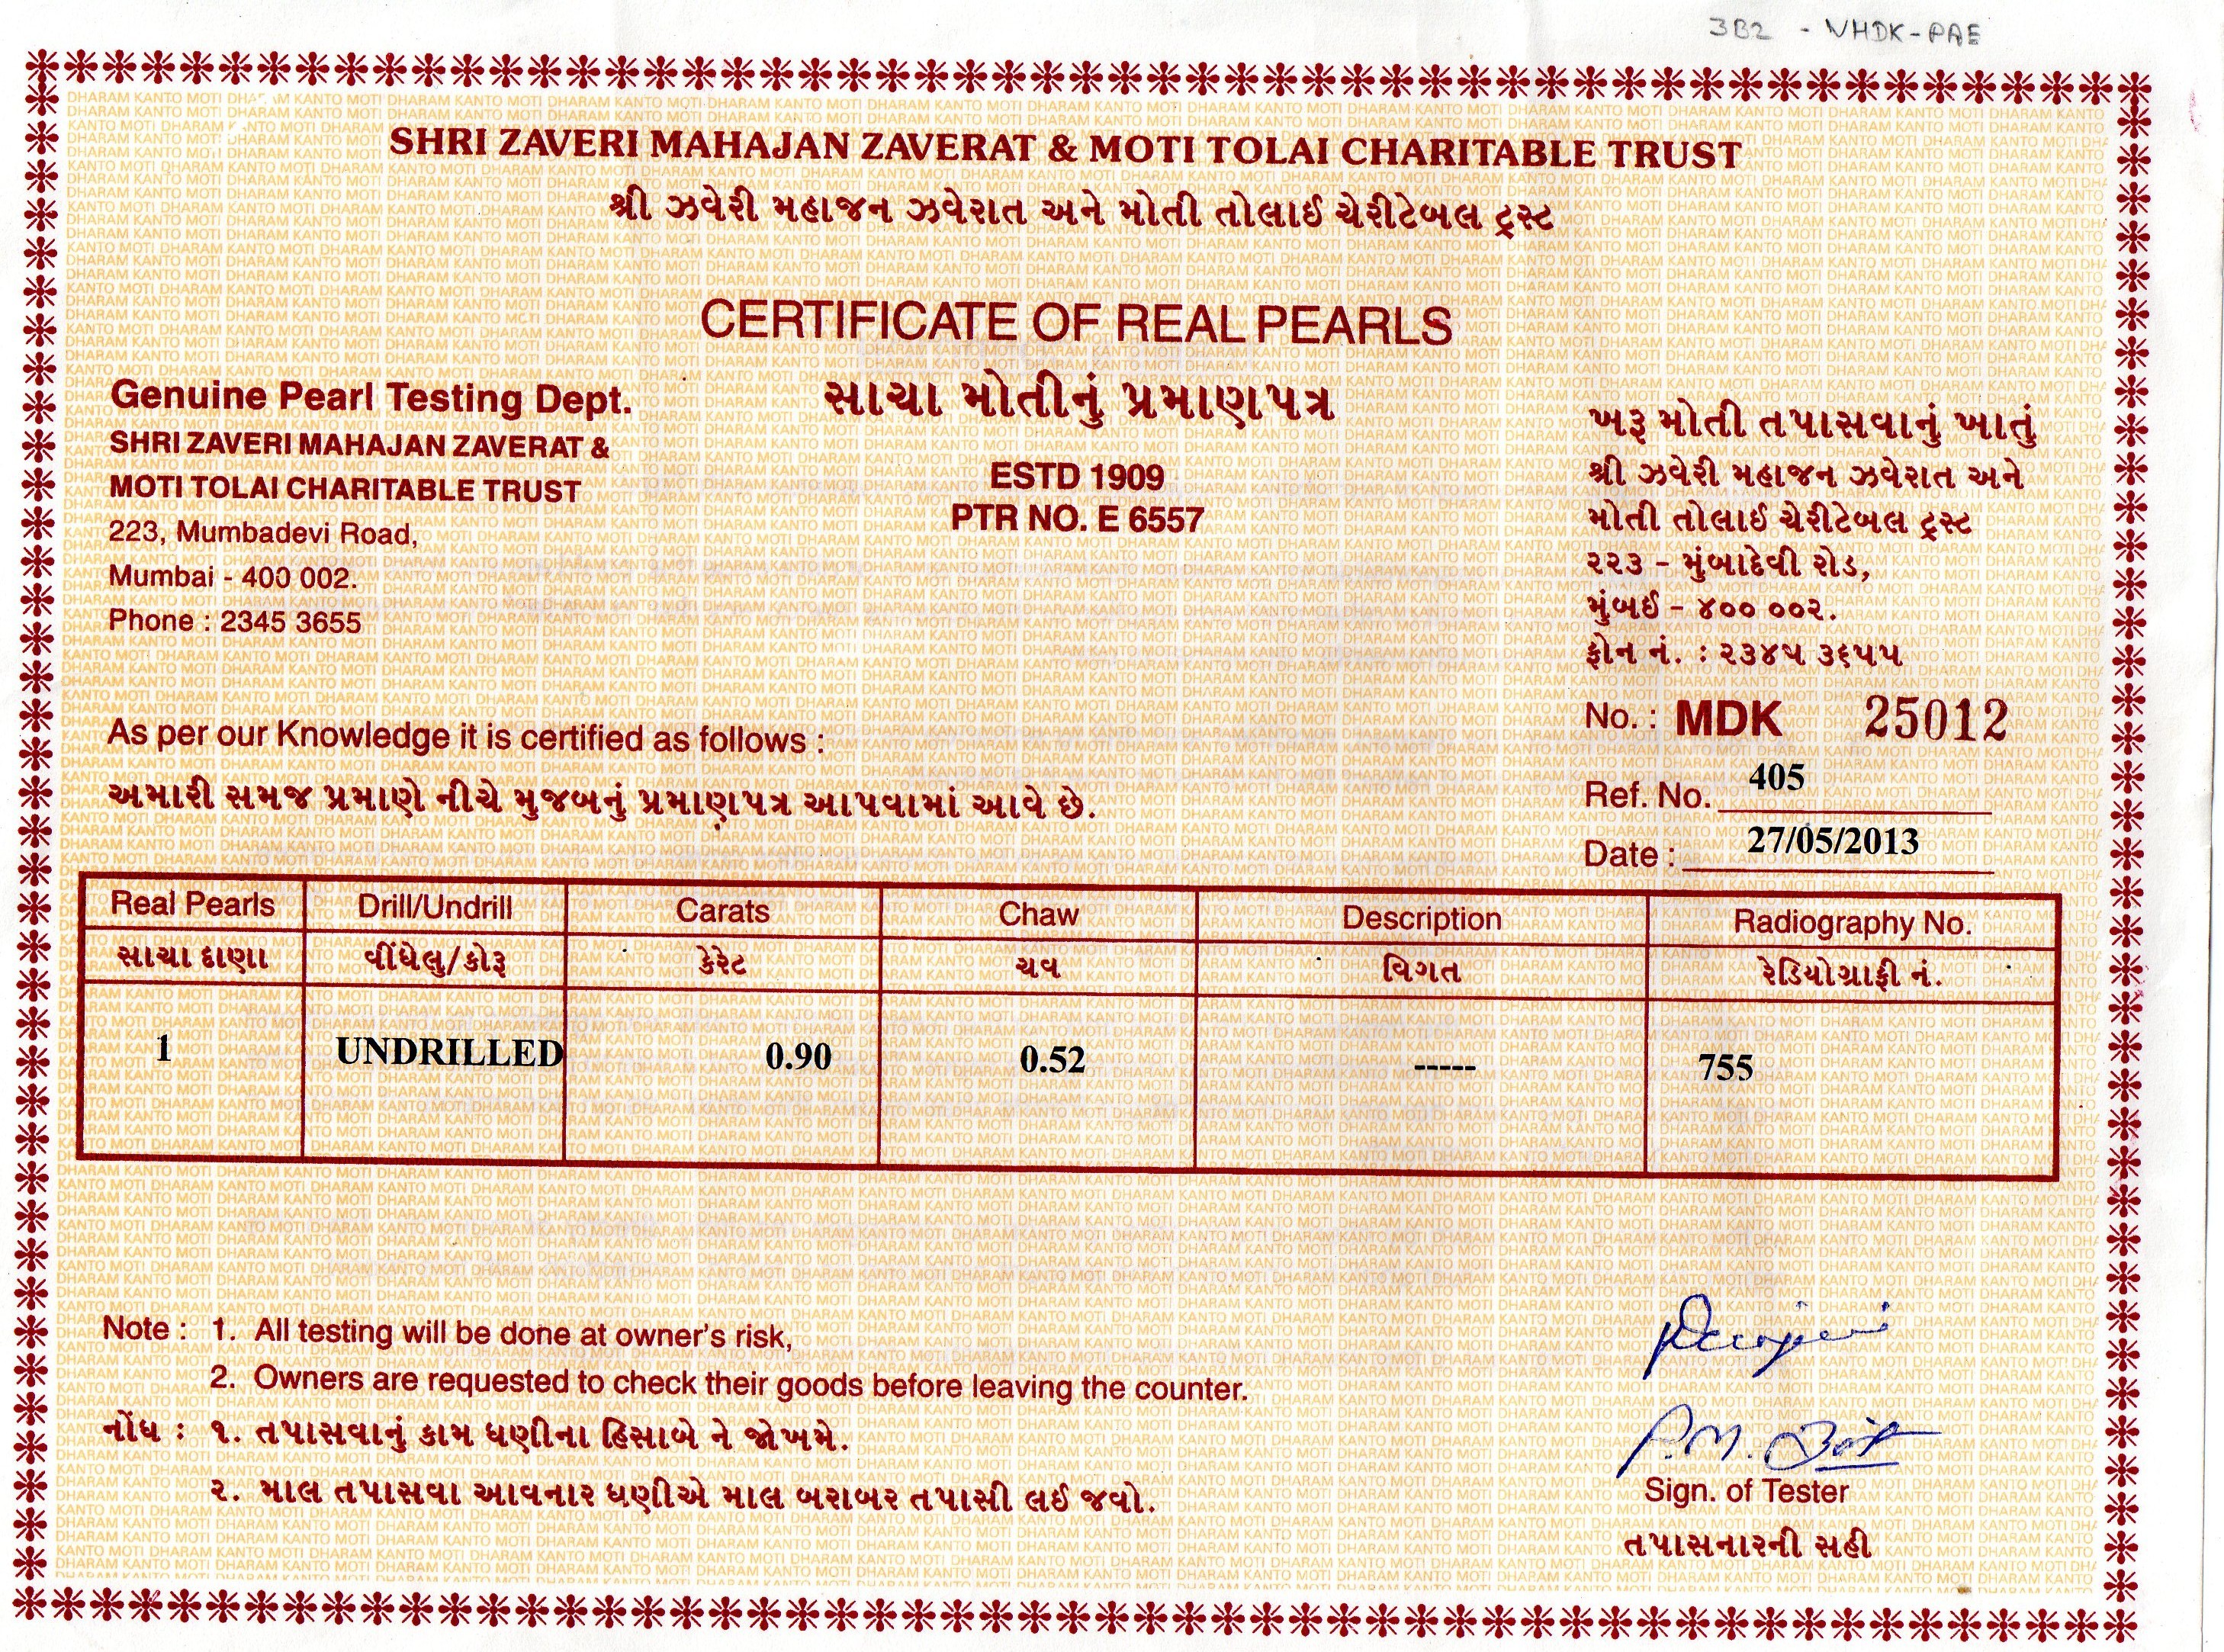 3B2 - VHDK-PAE
SHRI ZAVERI MAHAJAN ZAVERAT & MOTI TOLAI CHARITABLE TRUST
શ્રી ઝવેરી મહાજન ઝવેરાત અને મોતી તોલાઈ ચેરીટેબલ ટ્રસ્ટ
CERTIFICATE OF REAL PEARLS
સાચા મોતીનું પ્રમાણપત્ર
ESTD 1909
PTR NO. E 6557
Genuine Pearl Testing Dept.
SHRI ZAVERI MAHAJAN ZAVERAT &
MOTI TOLAI CHARITABLE TRUST
223, Mumbadevi Road,
Mumbai - 400 002.
Phone : 2345 3655
ખરૂ મોતી તપાસવાનું ખાતું
શ્રી ઝવેરી મહાજન ઝવેરાત અને
મોતી તોલાઈ ચેરીટેબલ ટ્રસ્ટ
૨૨૩ - મુંબાદેવી રોડ,
મુંબઈ - ૪૦૦ ૦૦૨.
ફોન નં. : ૨૩૪૫ ૩૬૫૫
No. : MDK 25012
Ref. No. 405
Date : 27/05/2013
As per our Knowledge it is certified as follows :
અમારી સમજ પ્રમાણે નીચે મુજબનું પ્રમાણપત્ર આપવામાં આવે છે.
Real Pearls Drill/Undrill Carats Chaw Description Radiography No.
સાચા દાણા વીંધેલુ/કોરૂ કેરેટ ચવ વિગત રેડિયોગ્રાફી નં.
1 UNDRILLED 0.90 0.52 ----- 755
Note : 1. All testing will be done at owner's risk,
2. Owners are requested to check their goods before leaving the counter.
નોંધ : ૧. તપાસવાનું કામ ધણીના હિસાબે ને જોખમે.
૨. માલ તપાસવા આવનાર ધણીએ માલ બરાબર તપાસી લઈ જવો.
P.M.
Sign. of Tester
તપાસનારની સહી